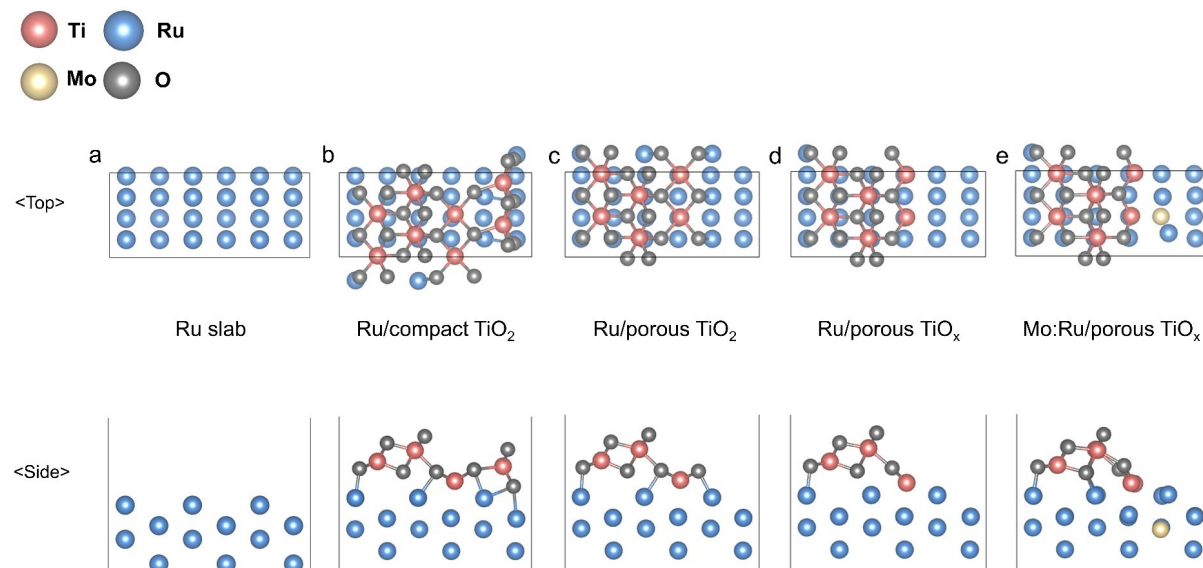 Ti Ru
Mo O
a b c d e
<Top>
Ru slab Ru/compact TiO₂ Ru/porous TiO₂ Ru/porous TiOₓ Mo:Ru/porous TiOₓ
<Side>